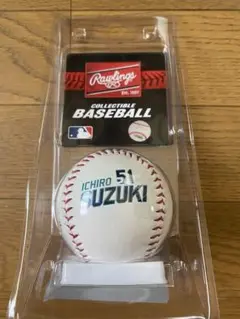 Rawlings
EST. 1887
COLLECTIBLE
BASEBALL
ICHIRO 51
SUZUKI